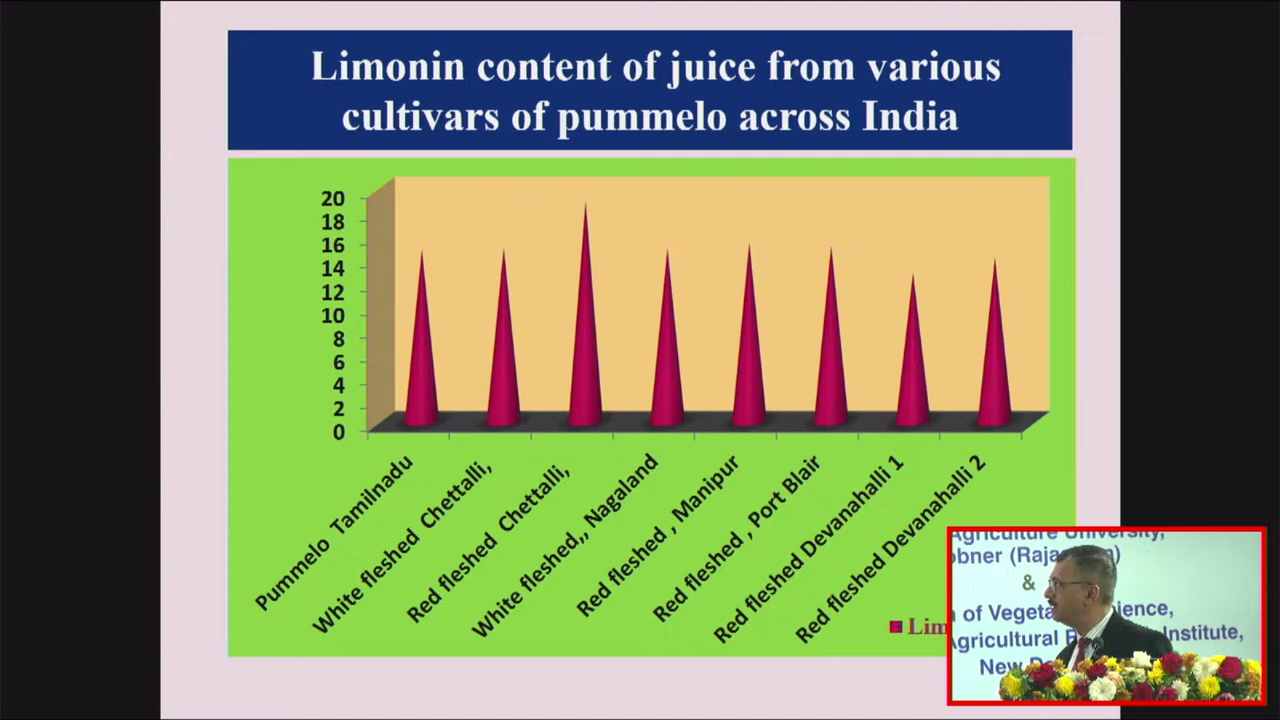 Limonin content of juice from various
cultivars of pummelo across India
20
18
16
14
12
10
8
6
4
2
0
Pummelo Tamilnadu
White fleshed Chettalli,
Red fleshed Chettalli,
White fleshed,, Nagaland
Red fleshed , Manipur
Red fleshed , Port Blair
Red fleshed Devanahalli 1
Red fleshed Devanahalli 2
Agriculture University,
&
of Vegeta
Agricultural
Institute,
New